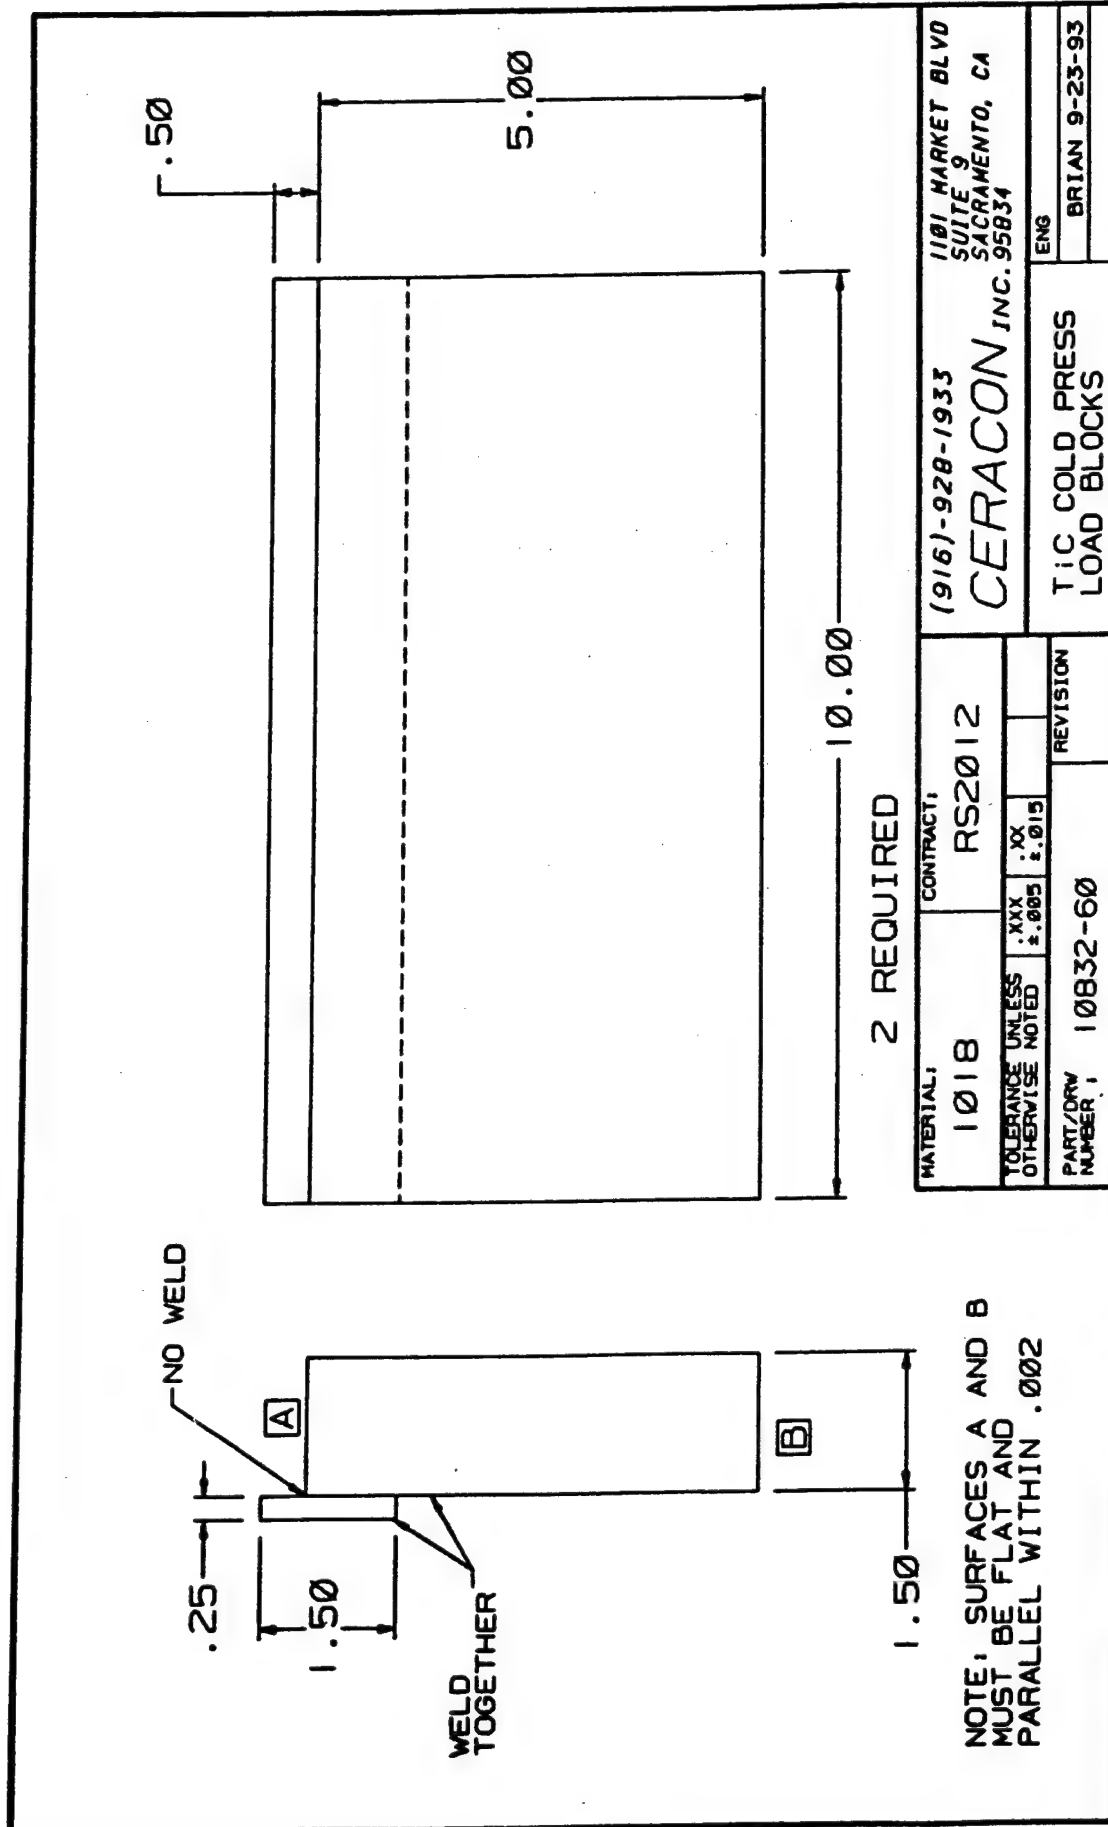 .50
5.00
10.00
2 REQUIRED
NO WELD
A
B
.25
1.50
WELD
TOGETHER
1.50
NOTE: SURFACES A AND B
MUST BE FLAT AND
PARALLEL WITHIN .002
MATERIAL:
1018
CONTRACT:
RS2012
TOLERANCE UNLESS
OTHERWISE NOTED
.XXX
±.005
.XX
±.015
PART/DRW
NUMBER:
10832-60
REVISION
(916)-928-1933
1101 MARKET BLVD
SUITE 9
SACRAMENTO, CA
95834
CERACON INC.
TiC COLD PRESS
LOAD BLOCKS
ENG
BRIAN 9-23-93